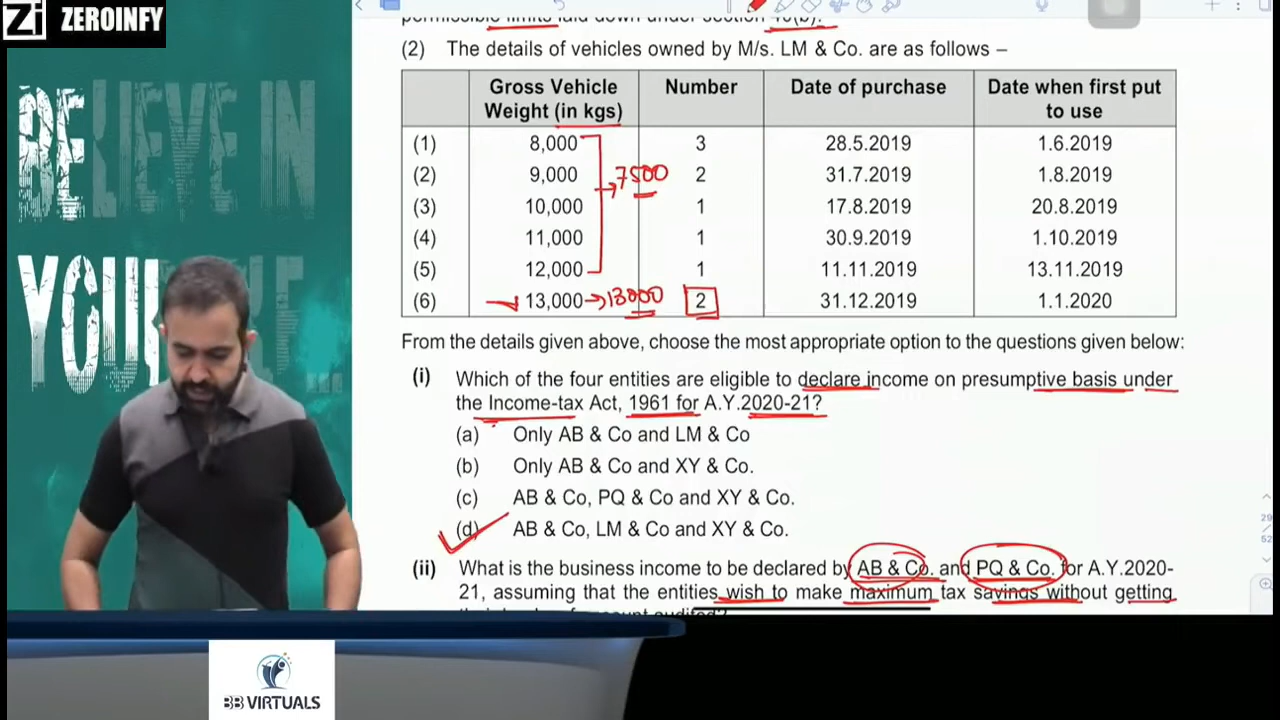 Zi ZEROINFY
BELIEVE IN
permissible limits laid down under section 40(b).
(2) The details of vehicles owned by M/s. LM & Co. are as follows –
Gross Vehicle Weight (in kgs) Number Date of purchase Date when first put to use
(1) 8,000 3 28.5.2019 1.6.2019
(2) 9,000 → 7500 2 31.7.2019 1.8.2019
(3) 10,000 1 17.8.2019 20.8.2019
(4) 11,000 1 30.9.2019 1.10.2019
(5) 12,000 1 11.11.2019 13.11.2019
(6) 13,000 → 13000 2 31.12.2019 1.1.2020
From the details given above, choose the most appropriate option to the questions given below:
(i) Which of the four entities are eligible to declare income on presumptive basis under
the Income-tax Act, 1961 for A.Y.2020-21?
(a) Only AB & Co and LM & Co
(b) Only AB & Co and XY & Co.
(c) AB & Co, PQ & Co and XY & Co.
(d) AB & Co, LM & Co and XY & Co.
(ii) What is the business income to be declared by AB & Co. and PQ & Co. for A.Y.2020-
21, assuming that the entities wish to make maximum tax savings without getting
BB VIRTUALS